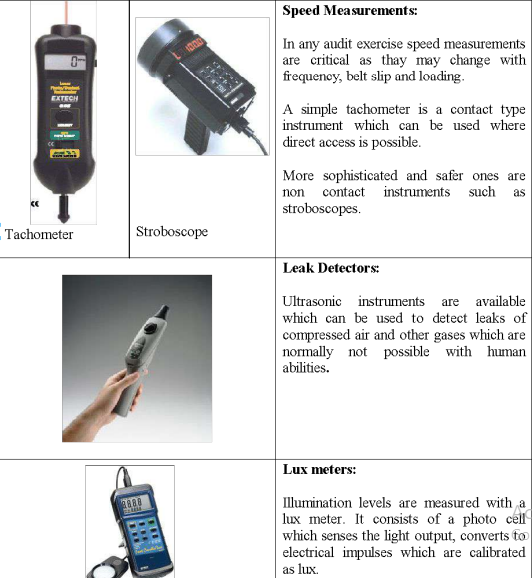 Speed Measurements:
In any audit exercise speed measurements
are critical as thay may change with
frequency, belt slip and loading.
A simple tachometer is a contact type
instrument which can be used where
direct access is possible.
More sophisticated and safer ones are
non contact instruments such as
stroboscopes.
EXTECH
Tachometer
Stroboscope
Leak Detectors:
Ultrasonic instruments are available
which can be used to detect leaks of
compressed air and other gases which are
normally not possible with human
abilities.
Lux meters:
Illumination levels are measured with a
lux meter. It consists of a photo cell
which senses the light output, converts to
electrical impulses which are calibrated
as lux.